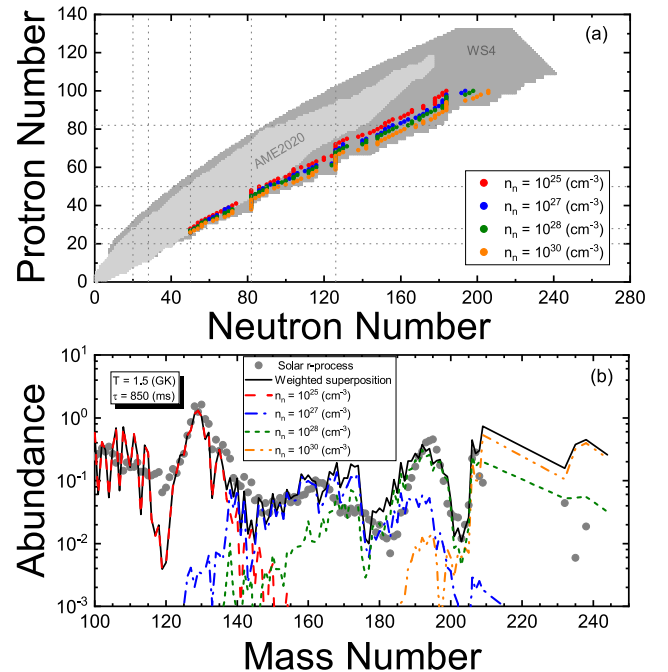 140
120
100
80
60
40
20
0
Protron Number
(a)
WS4
AME2020
n_n = 10^25 (cm^-3)
n_n = 10^27 (cm^-3)
n_n = 10^28 (cm^-3)
n_n = 10^30 (cm^-3)
0 40 80 120 160 200 240 280
Neutron Number
10^1
10^0
10^-1
10^-2
10^-3
Abundance
T = 1.5 (GK)
τ = 850 (ms)
Solar r-process
Weighted superposition
n_n = 10^25 (cm^-3)
n_n = 10^27 (cm^-3)
n_n = 10^28 (cm^-3)
n_n = 10^30 (cm^-3)
(b)
100 120 140 160 180 200 220 240
Mass Number